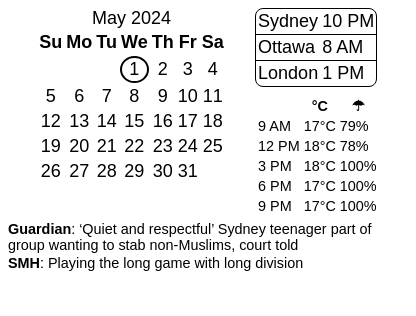 May 2024
Su Mo Tu We Th Fr Sa
1 2 3 4
5 6 7 8 9 10 11
12 13 14 15 16 17 18
19 20 21 22 23 24 25
26 27 28 29 30 31
Sydney 10 PM
Ottawa 8 AM
London 1 PM
°C ☂
9 AM 17°C 79%
12 PM 18°C 78%
3 PM 18°C 100%
6 PM 17°C 100%
9 PM 17°C 100%
Guardian: ‘Quiet and respectful’ Sydney teenager part of
group wanting to stab non-Muslims, court told
SMH: Playing the long game with long division